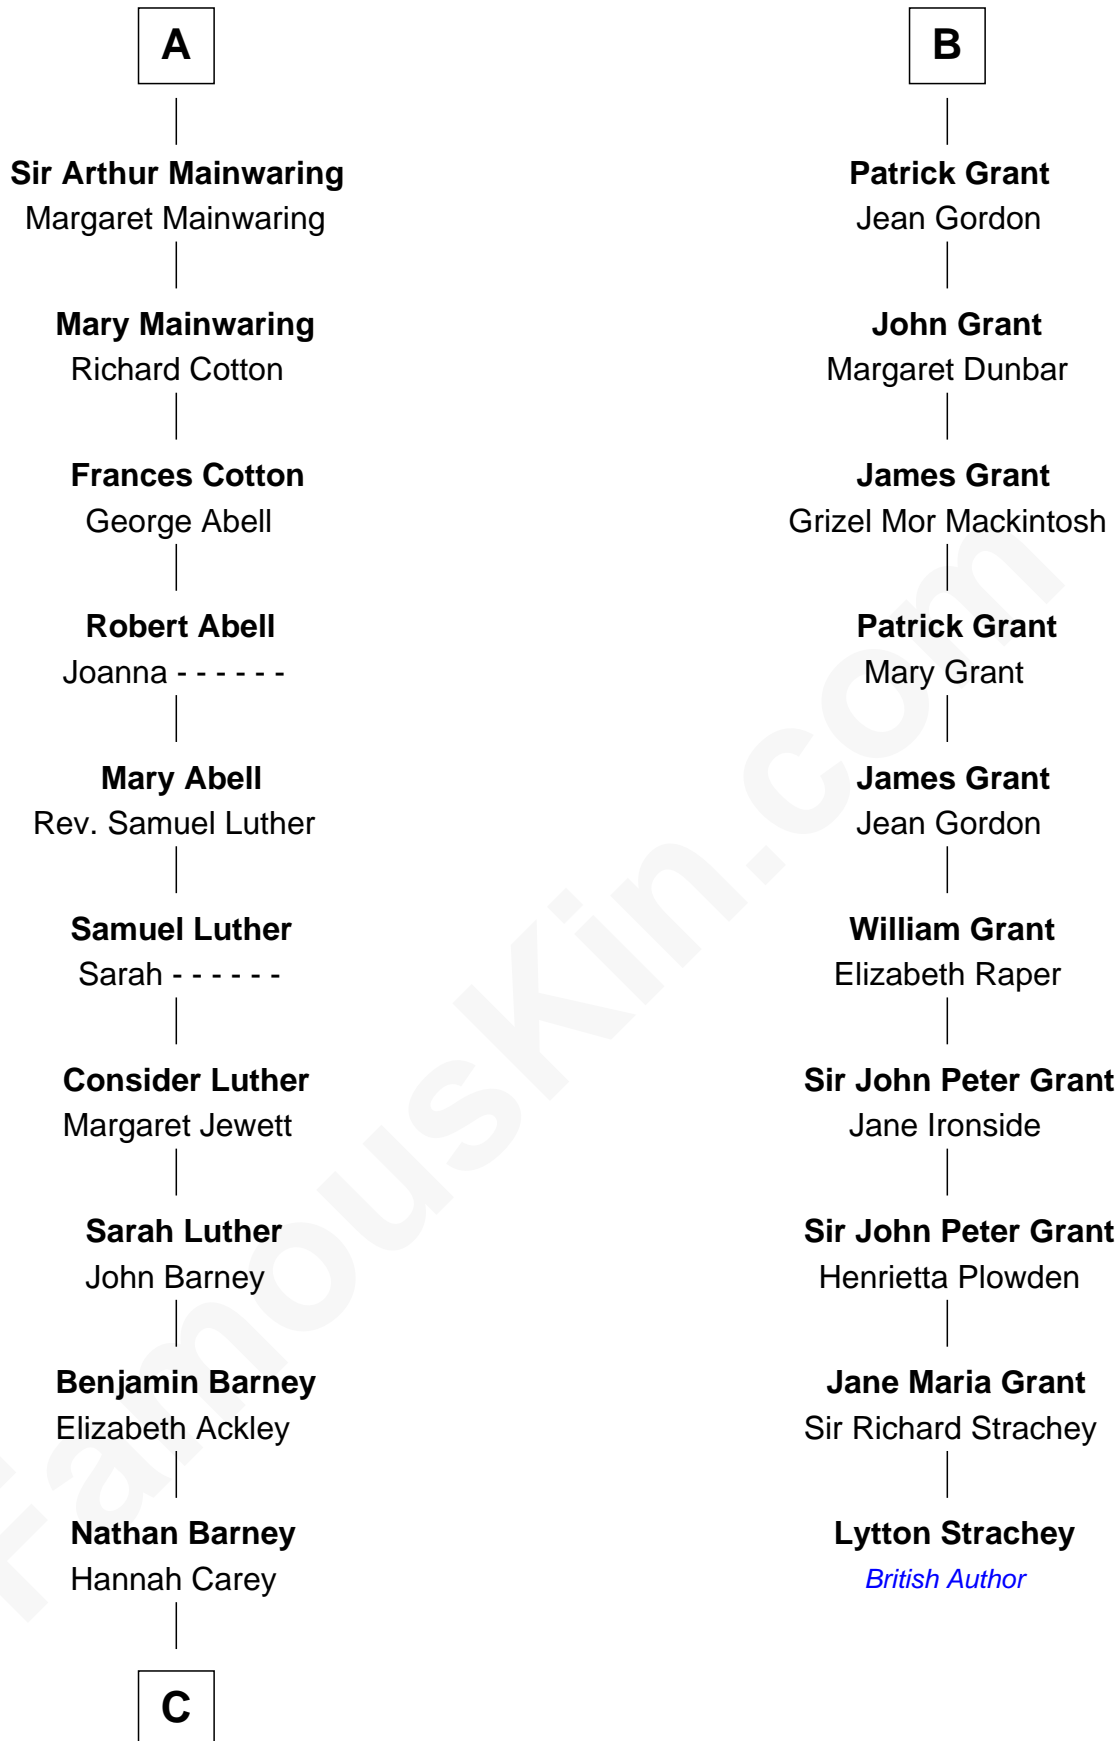 A
Sir Arthur Mainwaring
Margaret Mainwaring
Mary Mainwaring
Richard Cotton
Frances Cotton
George Abell
Robert Abell
Joanna - - - - - -
Mary Abell
Rev. Samuel Luther
Samuel Luther
Sarah - - - - - -
Consider Luther
Margaret Jewett
Sarah Luther
John Barney
Benjamin Barney
Elizabeth Ackley
Nathan Barney
Hannah Carey
C
B
Patrick Grant
Jean Gordon
John Grant
Margaret Dunbar
James Grant
Grizel Mor Mackintosh
Patrick Grant
Mary Grant
James Grant
Jean Gordon
William Grant
Elizabeth Raper
Sir John Peter Grant
Jane Ironside
Sir John Peter Grant
Henrietta Plowden
Jane Maria Grant
Sir Richard Strachey
Lytton Strachey
British Author
FamousKin.com